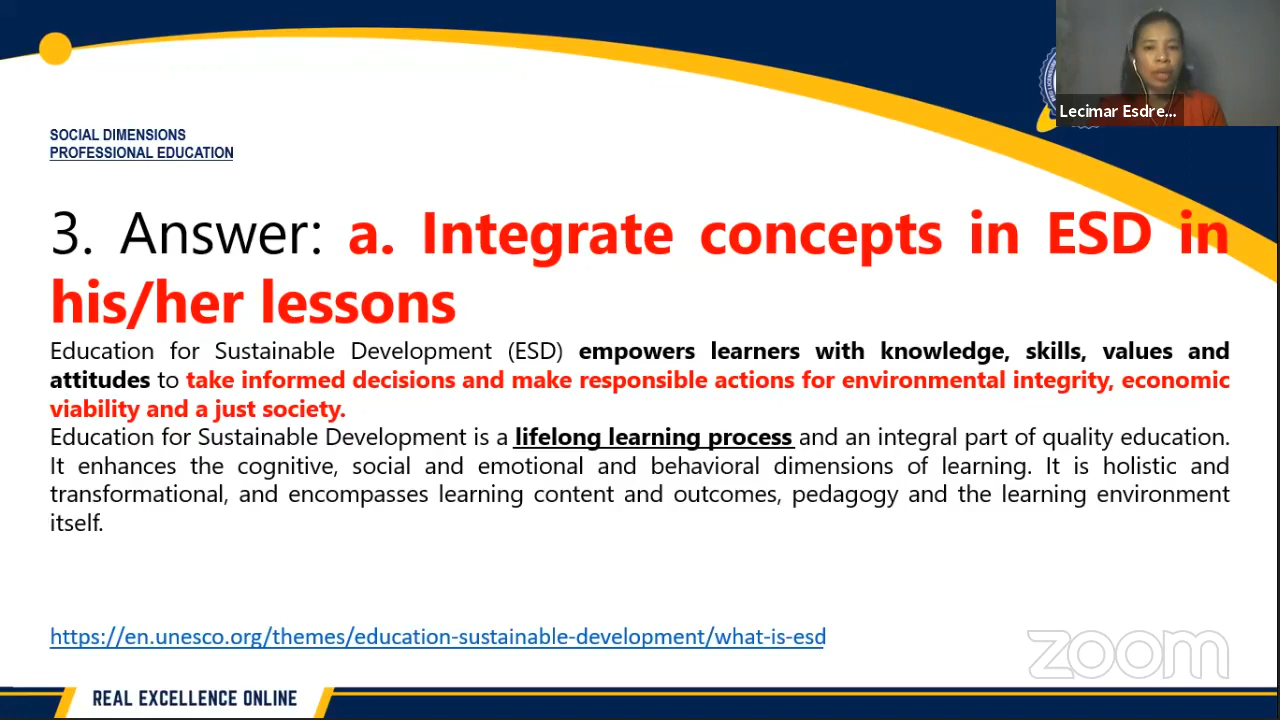 Lecimar Esdre...
SOCIAL DIMENSIONS
PROFESSIONAL EDUCATION
3. Answer: a. Integrate concepts in ESD in
his/her lessons
Education for Sustainable Development (ESD) empowers learners with knowledge, skills, values and
attitudes to take informed decisions and make responsible actions for environmental integrity, economic
viability and a just society.
Education for Sustainable Development is a lifelong learning process and an integral part of quality education.
It enhances the cognitive, social and emotional and behavioral dimensions of learning. It is holistic and
transformational, and encompasses learning content and outcomes, pedagogy and the learning environment
itself.
https://en.unesco.org/themes/education-sustainable-development/what-is-esd
zoom
REAL EXCELLENCE ONLINE